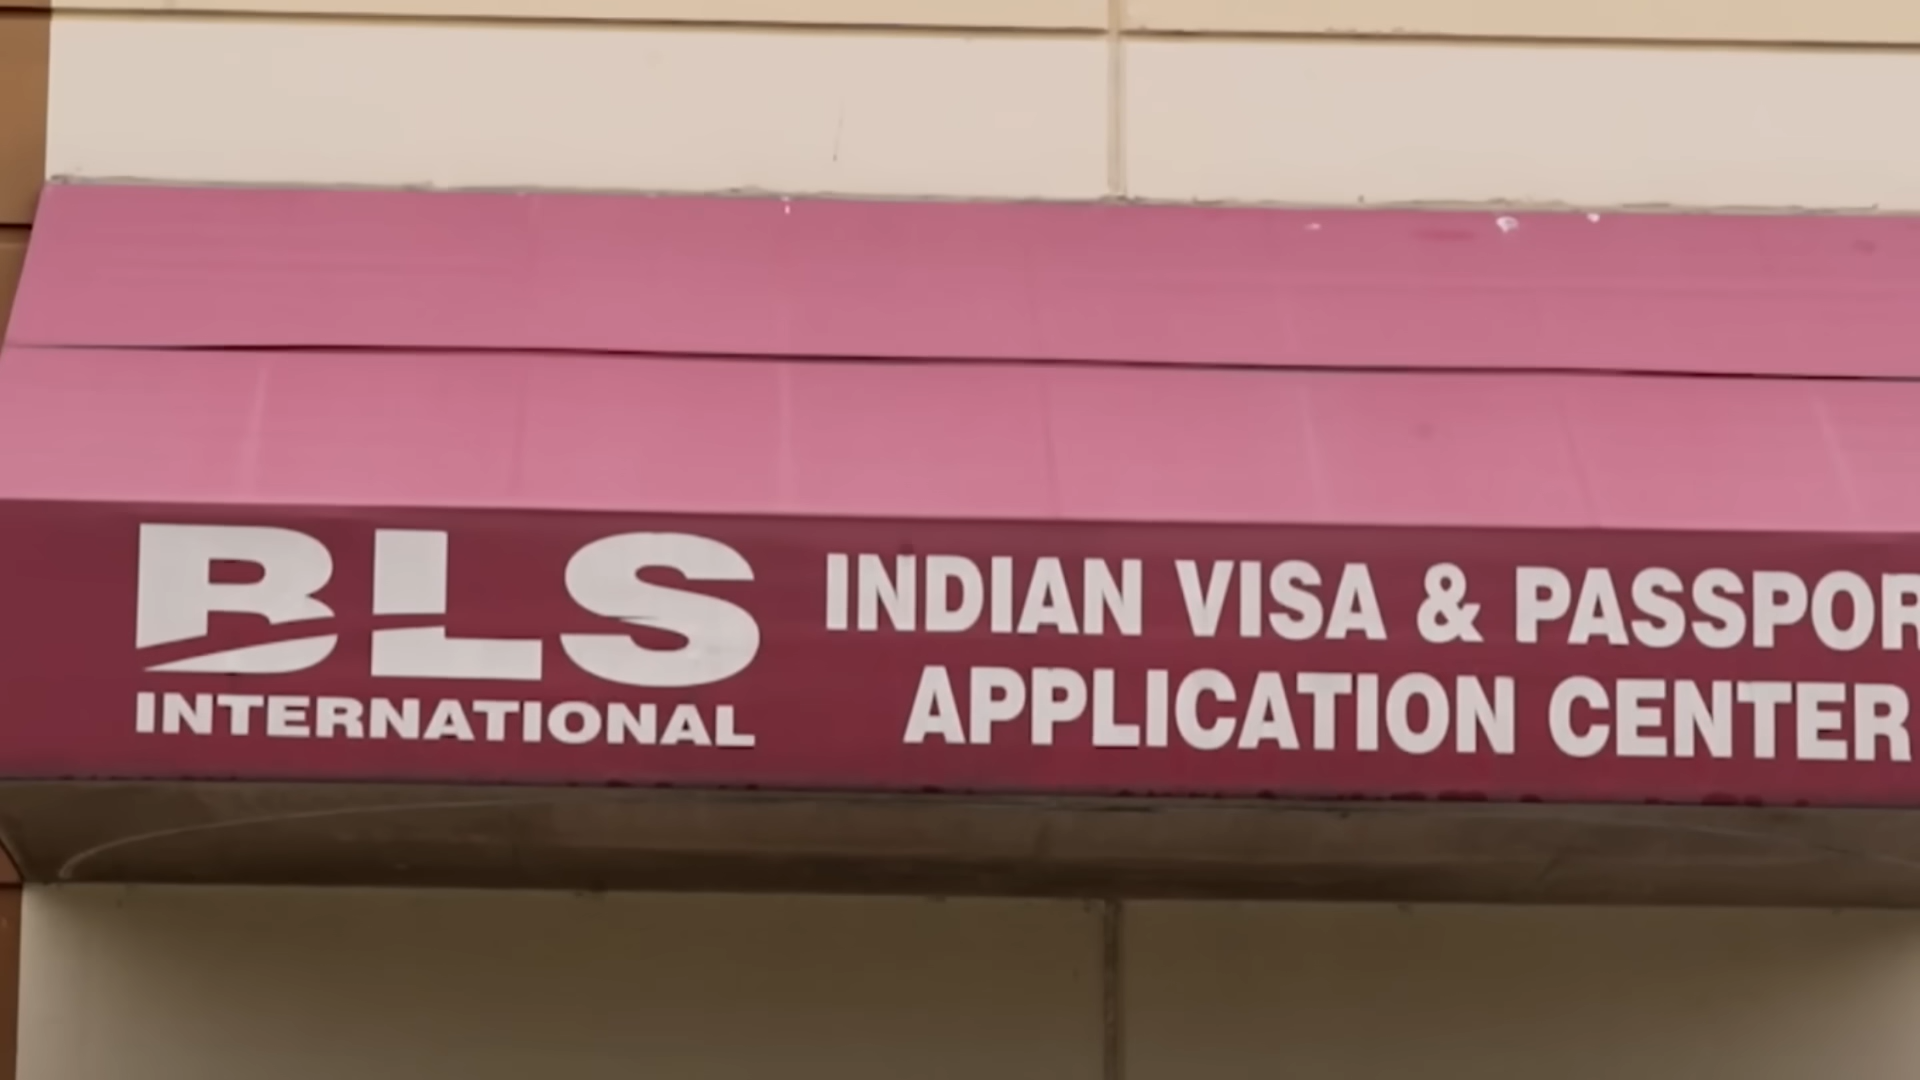 BLS
INTERNATIONAL
INDIAN VISA & PASSPOR
APPLICATION CENTER